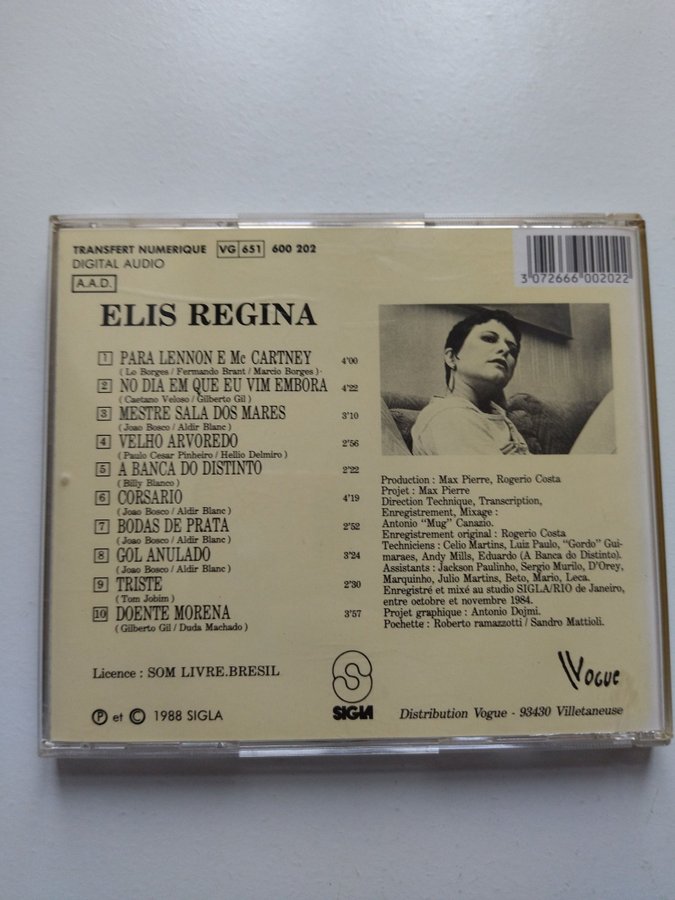 TRANSFERT NUMERIQUE VG 651 600 202
DIGITAL AUDIO
A.A.D.
3 072666 002022
ELIS REGINA
1 PARA LENNON E Mc CARTNEY 4'00
( Lo Borges / Fernando Brant / Marcio Borges )
2 NO DIA EM QUE EU VIM EMBORA 4'22
( Caetano Veloso / Gilberto Gil )
3 MESTRE SALA DOS MARES 3'10
( Joao Bosco / Aldir Blanc )
4 VELHO ARVOREDO 2'56
( Paulo Cesar Pinheiro / Hellio Delmiro )
5 A BANCA DO DISTINTO 2'22
( Billy Blanco )
6 CORSARIO 4'19
( Joao Bosco / Aldir Blanc )
7 BODAS DE PRATA 2'52
( Joao Bosco / Aldir Blanc )
8 GOL ANULADO 3'24
( Joao Bosco / Aldir Blanc )
9 TRISTE 2'30
( Tom Jobim )
10 DOENTE MORENA 3'57
( Gilberto Gil / Duda Machado )
Production : Max Pierre, Rogerio Costa
Projet : Max Pierre
Direction Technique, Transcription,
Enregistrement, Mixage :
Antonio "Mug" Canazio.
Enregistrement original : Rogerio Costa
Techniciens : Celio Martins, Luiz Paulo, "Gordo" Gui-
maraes, Andy Mills, Eduardo (A Banca do Distinto).
Assistants : Jackson Paulinho, Sergio Murilo, D'Orey,
Marquinho, Julio Martins, Beto, Mario, Leca.
Enregistré et mixé au studio SIGLA/RIO de Janeiro,
entre octobre et novembre 1984.
Projet graphique : Antonio Dojmi.
Pochette : Roberto ramazzotti / Sandro Mattioli.
Licence : SOM LIVRE.BRESIL
℗ et © 1988 SIGLA
SIGLA
VOGUE
Distribution Vogue - 93430 Villetaneuse